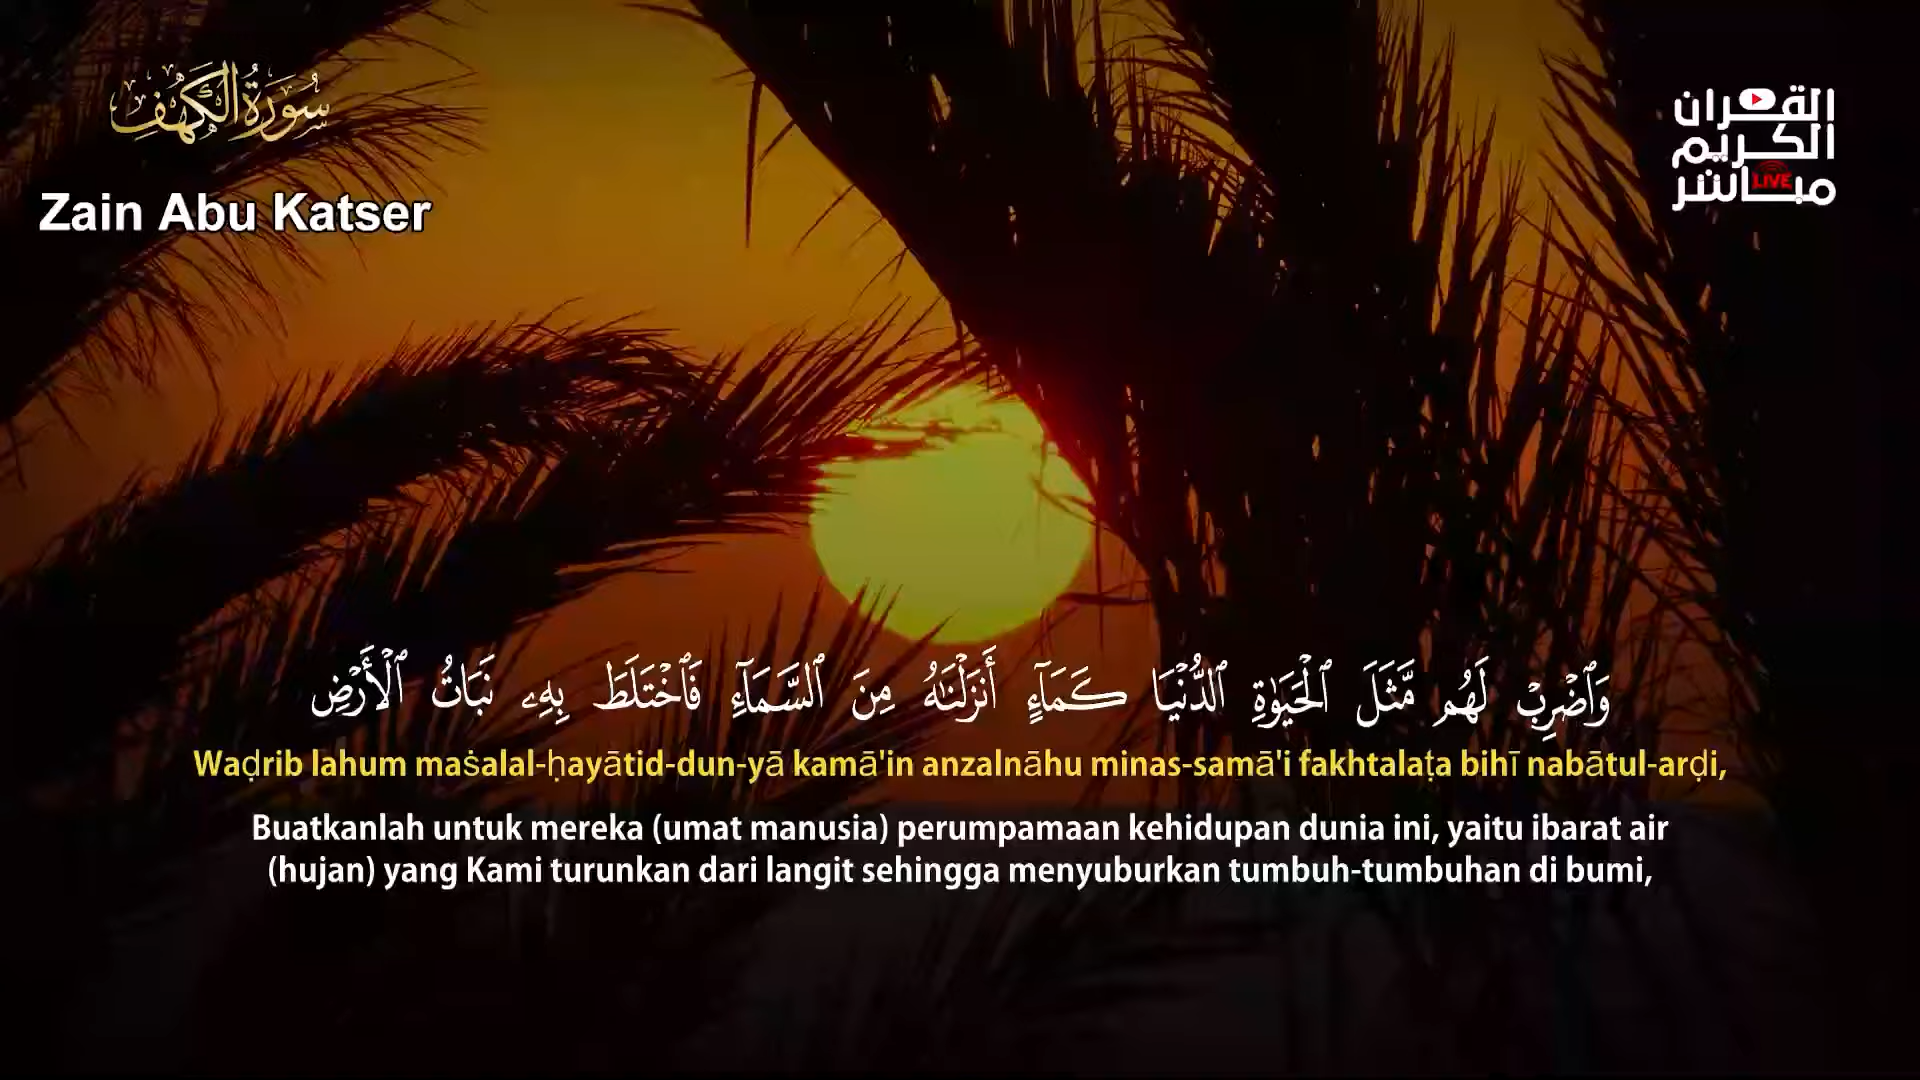 سُورَةُ الكَهْفِ
Zain Abu Katser
القران
الكريم
مباشر
LIVE
وَٱضْرِبْ لَهُم مَّثَلَ ٱلْحَيَوٰةِ ٱلدُّنْيَا كَمَآءٍ أَنزَلْنَٰهُ مِنَ ٱلسَّمَآءِ فَٱخْتَلَطَ بِهِۦ نَبَاتُ ٱلْأَرْضِ
Waḍrib lahum maṡalal-ḥayātid-dun-yā kamā'in anzalnāhu minas-samā'i fakhtalaṭa bihī nabātul-arḍi,
Buatkanlah untuk mereka (umat manusia) perumpamaan kehidupan dunia ini, yaitu ibarat air
(hujan) yang Kami turunkan dari langit sehingga menyuburkan tumbuh-tumbuhan di bumi,